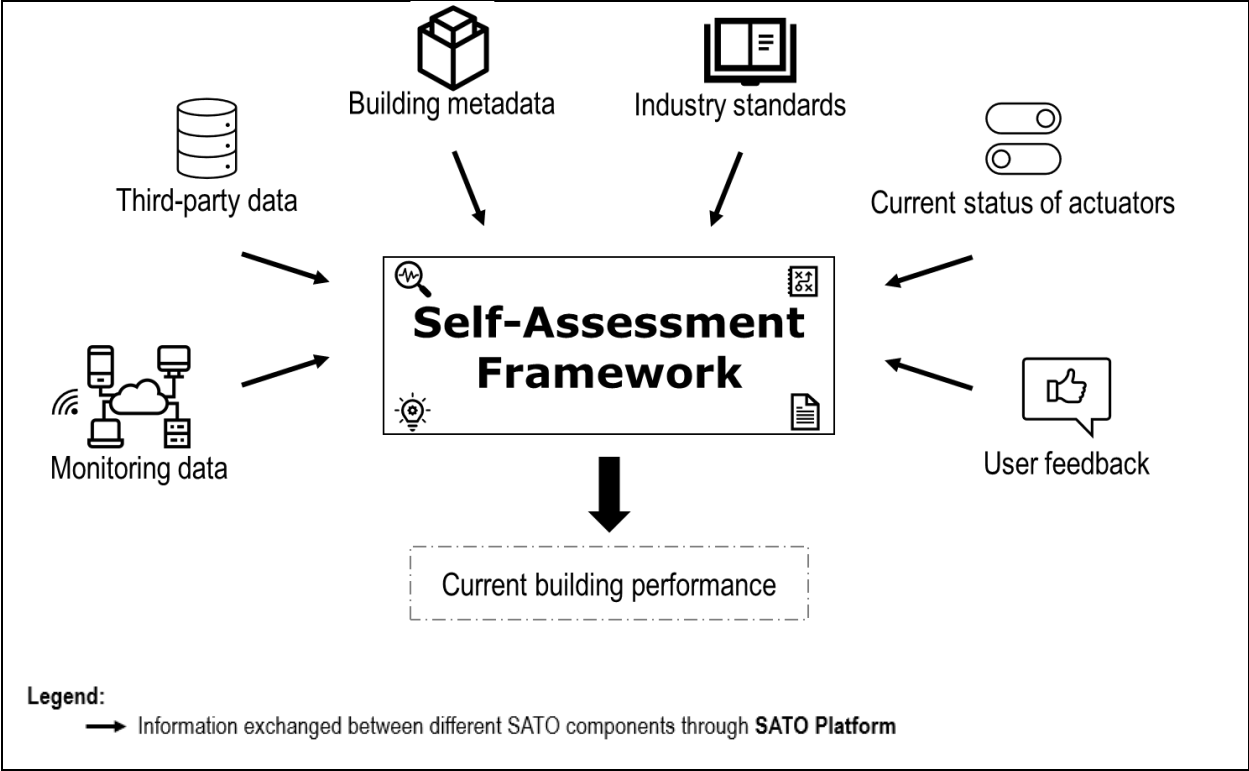 Building metadata
Industry standards
Third-party data
Current status of actuators
Self-Assessment
Framework
Monitoring data
User feedback
Current building performance
Legend:
Information exchanged between different SATO components through SATO Platform